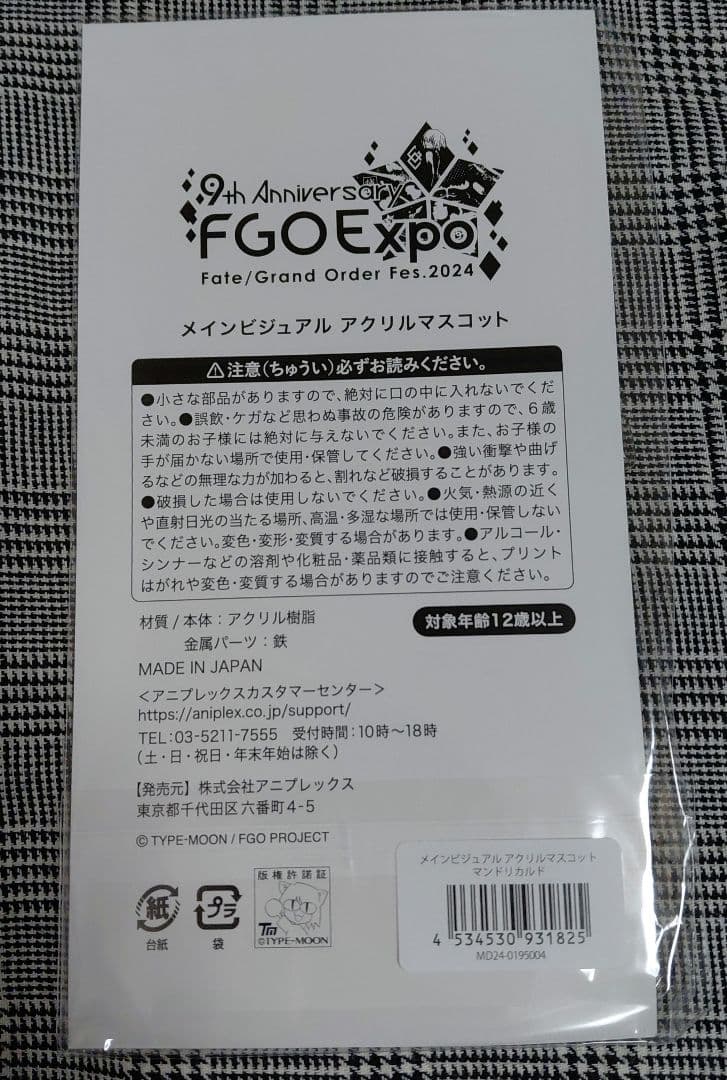 9th Anniversary
FGO Expo
Fate/Grand Order Fes.2024
メインビジュアル アクリルマスコット
⚠注意(ちゅうい)必ずお読みください。
●小さな部品がありますので、絶対に口の中に入れないでくだ
さい。●誤飲・ケガなど思わぬ事故の危険がありますので、6歳
未満のお子様には絶対に与えないでください。また、お子様の
手が届かない場所で使用・保管してください。●強い衝撃や曲げ
るなどの無理な力が加わると、割れなど破損することがあります。
●破損した場合は使用しないでください。●火気・熱源の近く
や直射日光の当たる場所、高温・多湿な場所では使用・保管しない
でください。変色・変形・変質する場合があります。●アルコール・
シンナーなどの溶剤や化粧品・薬品類に接触すると、プリント
はがれや変色・変質する場合がありますのでご注意ください。
材質/本体:アクリル樹脂
金属パーツ:鉄
対象年齢12歳以上
MADE IN JAPAN
<アニプレックスカスタマーセンター>
https://aniplex.co.jp/support/
TEL:03-5211-7555 受付時間:10時〜18時
(土・日・祝日・年末年始は除く)
【発売元】株式会社アニプレックス
東京都千代田区六番町4-5
© TYPE-MOON / FGO PROJECT
紙
台紙
プラ
袋
版権許諾証
TM
©TYPE-MOON
メインビジュアル アクリルマスコット
マンドリカルド
4 534530 931825
MD24-0195004